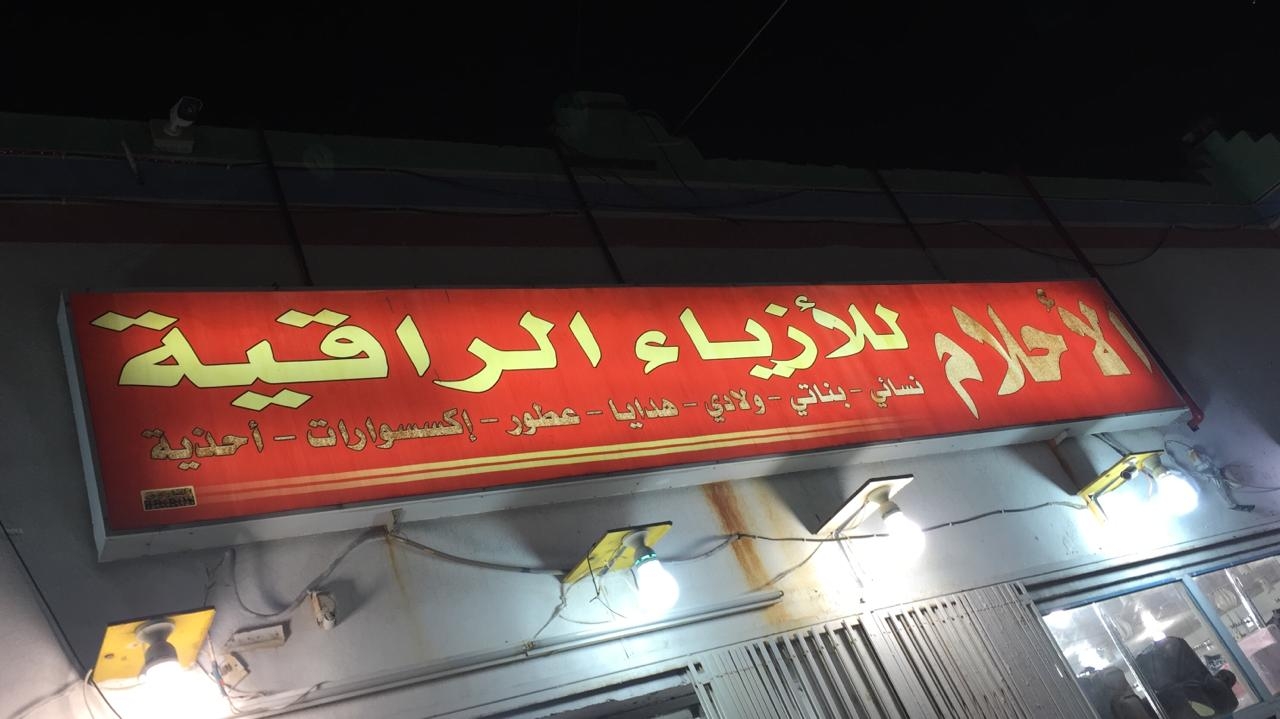 الأحلام للأزياء الراقية
نسائي - بناتي - ولادي - هدايا - عطور - إكسسوارات - أحذية